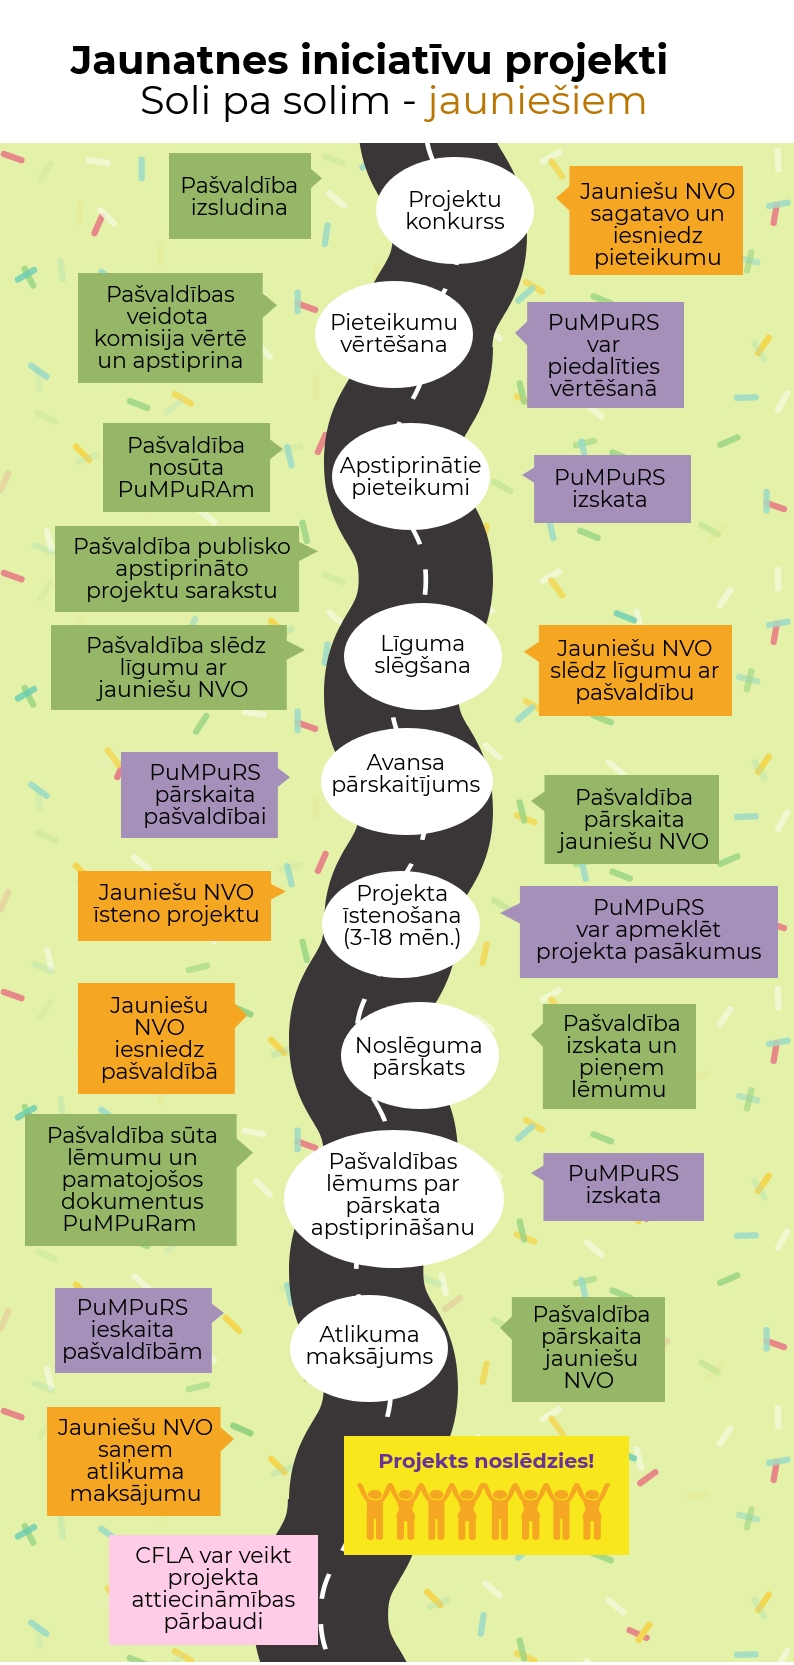 Jaunatnes iniciatīvu projekti
Soli pa solim - jauniešiem
Pašvaldība
izsludina
Projektu
konkurss
Jauniešu NVO
sagatavo un
iesniedz
pieteikumu
Pašvaldības
veidota
komisija vērtē
un apstiprina
Pieteikumu
vērtēšana
PuMPuRS
var
piedalīties
vērtēšanā
Pašvaldība
nosūta
PuMPuRAm
Apstiprinātie
pieteikumi
PuMPuRS
izskata
Pašvaldība publisko
apstiprināto
projektu sarakstu
Pašvaldība slēdz
līgumu ar
jauniešu NVO
Līguma
slēgšana
Jauniešu NVO
slēdz līgumu ar
pašvaldību
PuMPuRS
pārskaita
pašvaldībai
Avansa
pārskaitījums
Pašvaldība
pārskaita
jauniešu NVO
Jauniešu NVO
īsteno projektu
Projekta
īstenošana
(3-18 mēn.)
PuMPuRS
var apmeklēt
projekta pasākumus
Jauniešu
NVO
iesniedz
pašvaldībā
Noslēguma
pārskats
Pašvaldība
izskata un
pieņem
lēmumu
Pašvaldība sūta
lēmumu un
pamatojošos
dokumentus
PuMPuRam
Pašvaldības
lēmums par
pārskata
apstiprināšanu
PuMPuRS
izskata
PuMPuRS
ieskaita
pašvaldībām
Atlikuma
maksājums
Pašvaldība
pārskaita
jauniešu
NVO
Jauniešu NVO
saņem
atlikuma
maksājumu
Projekts noslēdzies!
CFLA var veikt
projekta
attiecināmības
pārbaudi